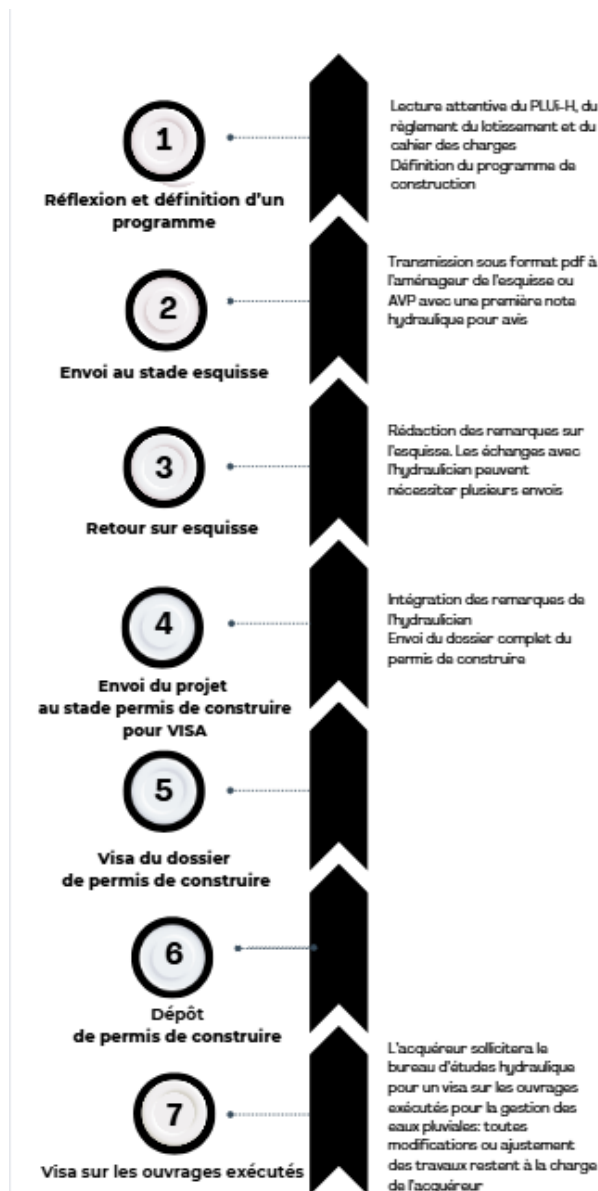 1
Réflexion et définition d'un
programme
Lecture attentive du PLUi-H, du
règlement du lotissement et du
cahier des charges
Définition du programme de
construction
2
Envoi au stade esquisse
Transmission sous format pdf à
l'aménageur de l'esquisse ou
AVP avec une première note
hydraulique pour avis
3
Retour sur esquisse
Rédaction des remarques sur
l'esquisse. Les échanges avec
l'hydraulicien peuvent
nécessiter plusieurs envois
4
Envoi du projet
au stade permis de construire
pour VISA
Intégration des remarques de
l'hydraulicien
Envoi du dossier complet du
permis de construire
5
Visa du dossier
de permis de construire
6
Dépôt
de permis de construire
7
Visa sur les ouvrages exécutés
L'acquéreur sollicitera le
bureau d'études hydraulique
pour un visa sur les ouvrages
exécutés pour la gestion des
eaux pluviales: toutes
modifications ou ajustement
des travaux restent à la charge
de l'acquéreur